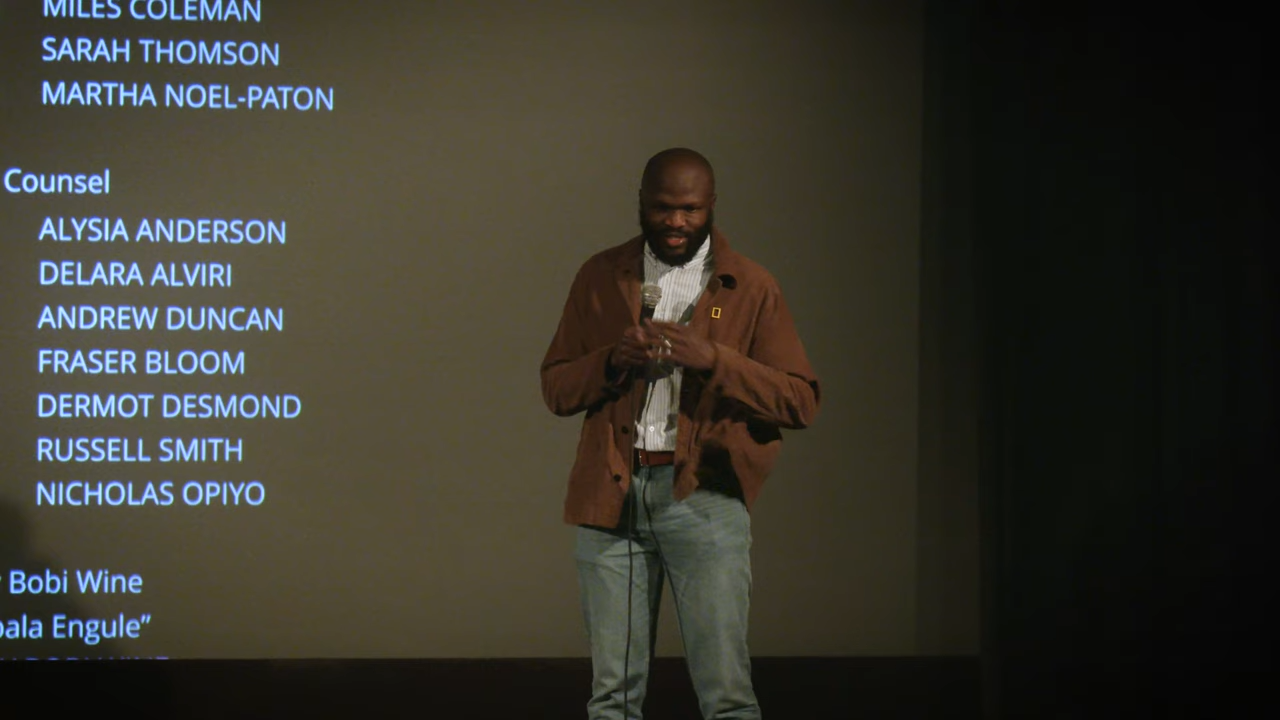 MILES COLEMAN
SARAH THOMSON
MARTHA NOEL-PATON
Counsel
ALYSIA ANDERSON
DELARA ALVIRI
ANDREW DUNCAN
FRASER BLOOM
DERMOT DESMOND
RUSSELL SMITH
NICHOLAS OPIYO
Bobi Wine
Engule”